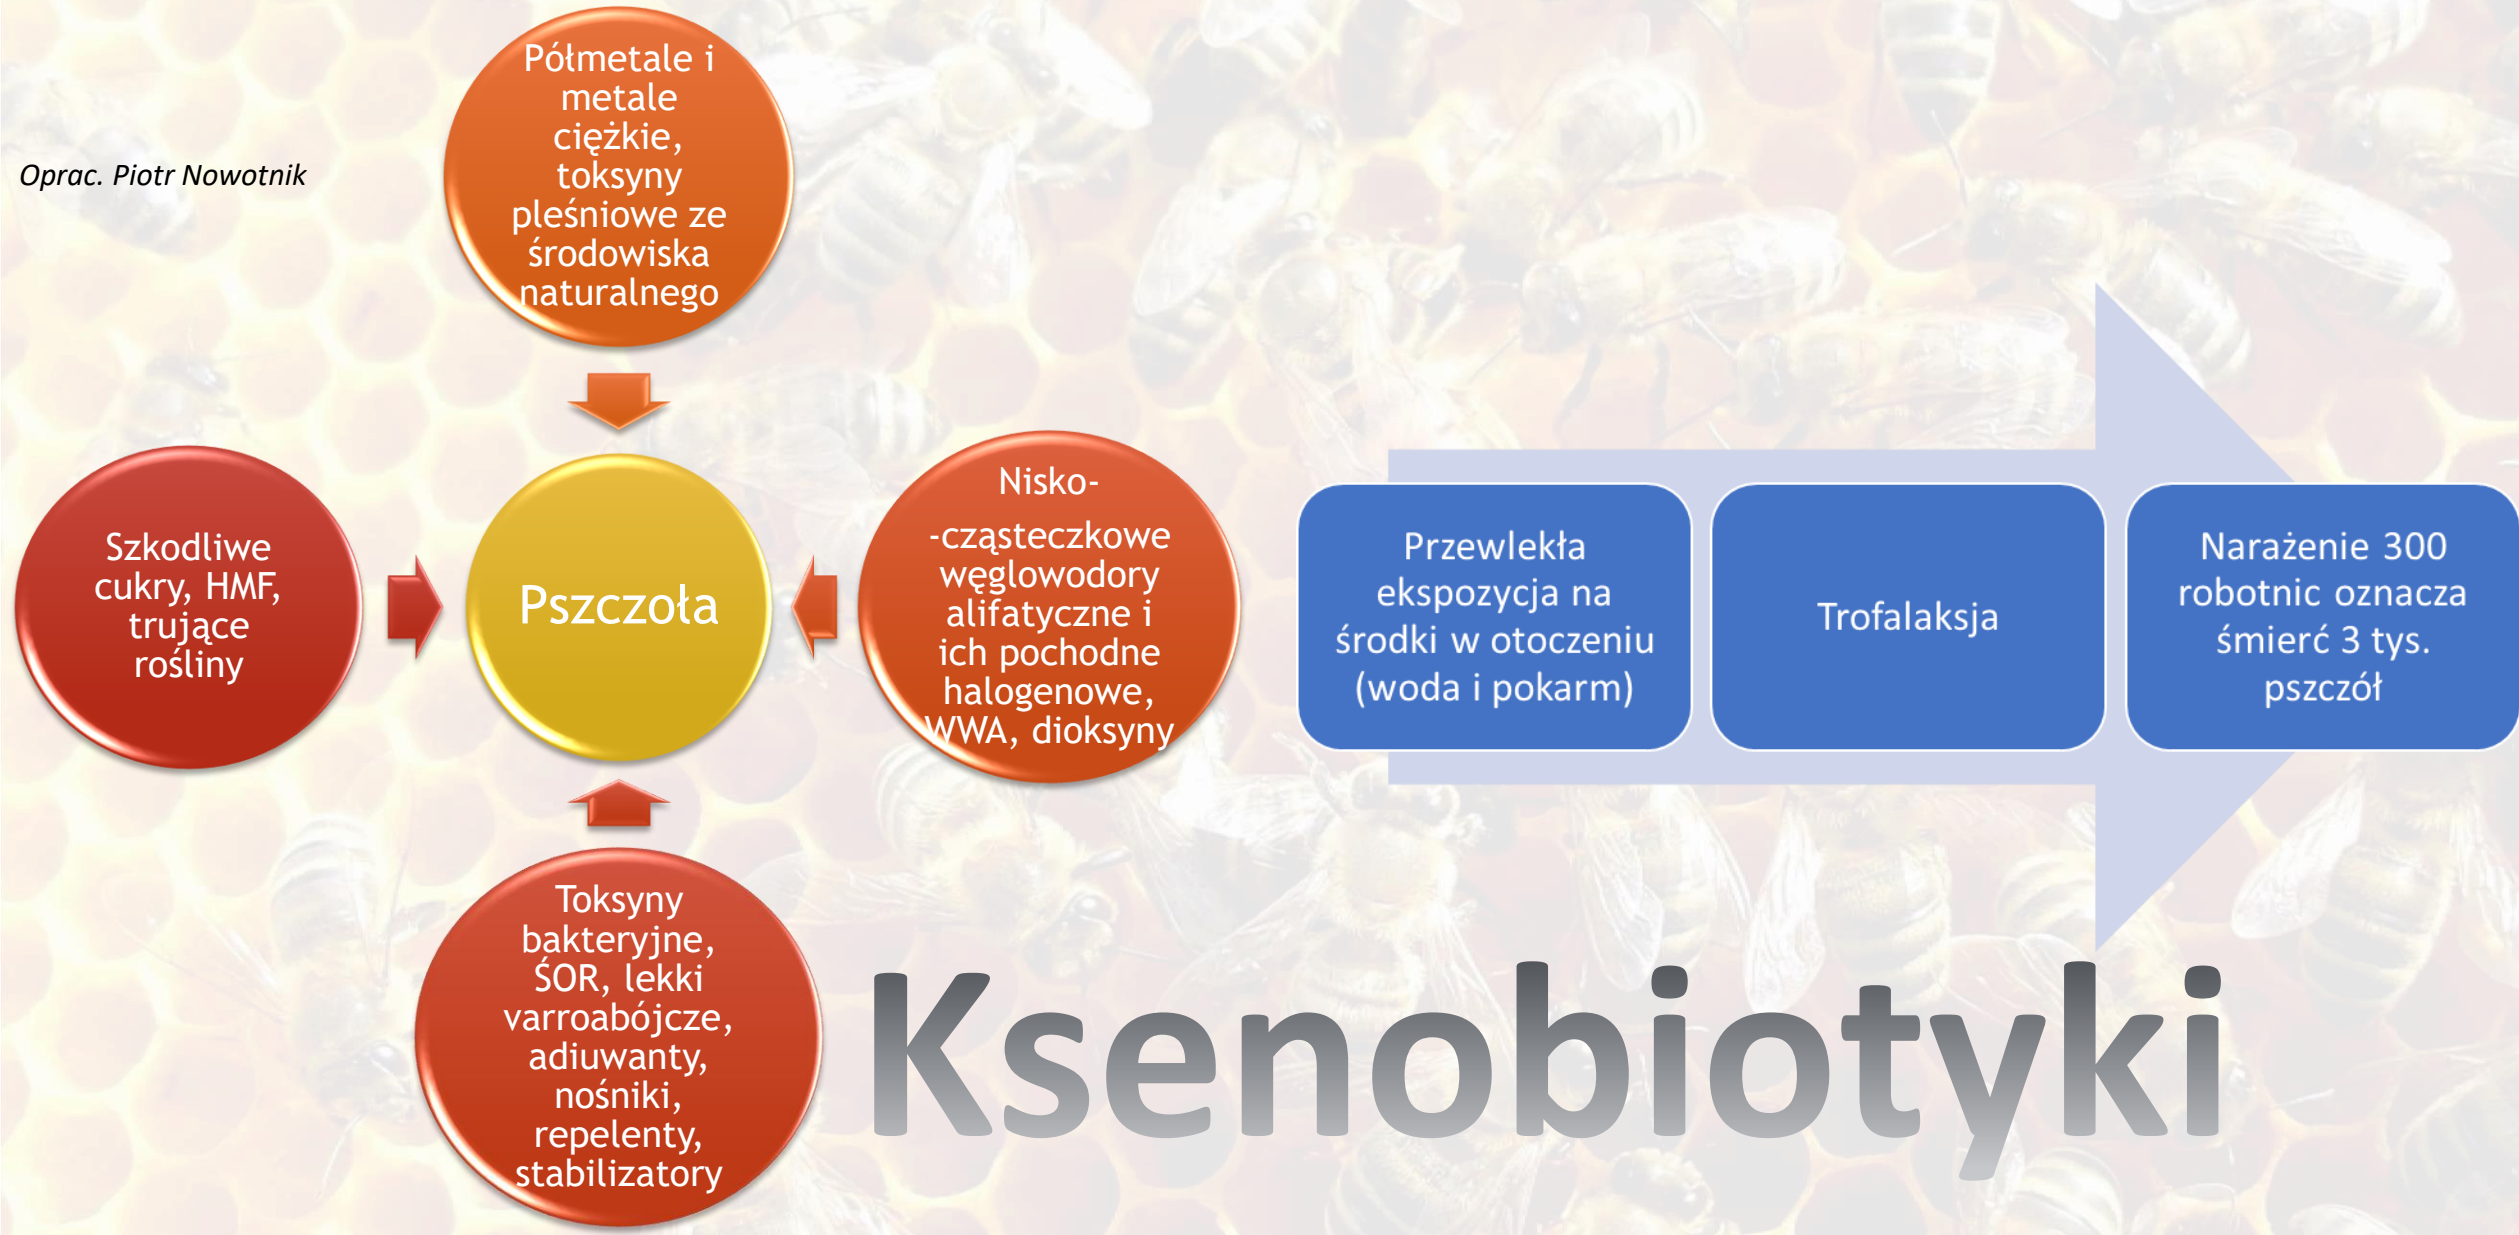 Oprac. Piotr Nowotnik
Półmetale i
metale
ciężkie,
toksyny
pleśniowe ze
środowiska
naturalnego
Szkodliwe
cukry, HMF,
trujące
rośliny
Pszczoła
Nisko-
-cząsteczkowe
węglowodory
alifatyczne i
ich pochodne
halogenowe,
WWA, dioksyny
Toksyny
bakteryjne,
ŚOR, lekki
varroabójcze,
adiuwanty,
nośniki,
repelenty,
stabilizatory
Przewlekła
ekspozycja na
środki w otoczeniu
(woda i pokarm)
Trofalaksja
Narażenie 300
robotnic oznacza
śmierć 3 tys.
pszczół
Ksenobiotyki